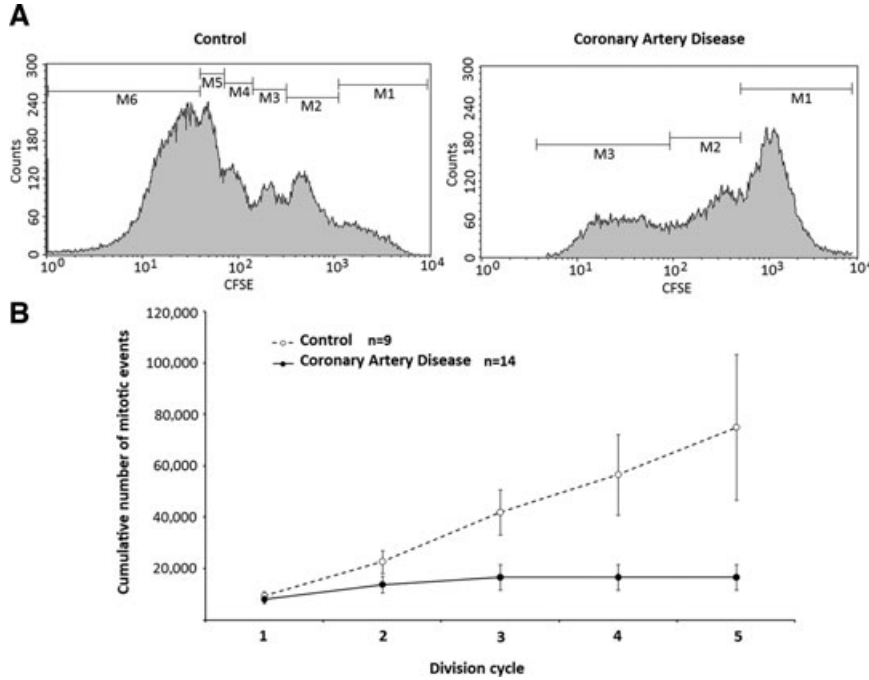 A
Control
300
240
180
120
60
0
Counts
M6
M5
M4
M3
M2
M1
10⁰
10¹
10²
10³
10⁴
CFSE
Coronary Artery Disease
300
240
180
120
60
0
Counts
M3
M2
M1
10⁰
10¹
10²
10³
10⁴
CFSE
B
120,000
100,000
80,000
60,000
40,000
20,000
Cumulative number of mitotic events
Control n=9
Coronary Artery Disease n=14
1 2 3 4 5
Division cycle